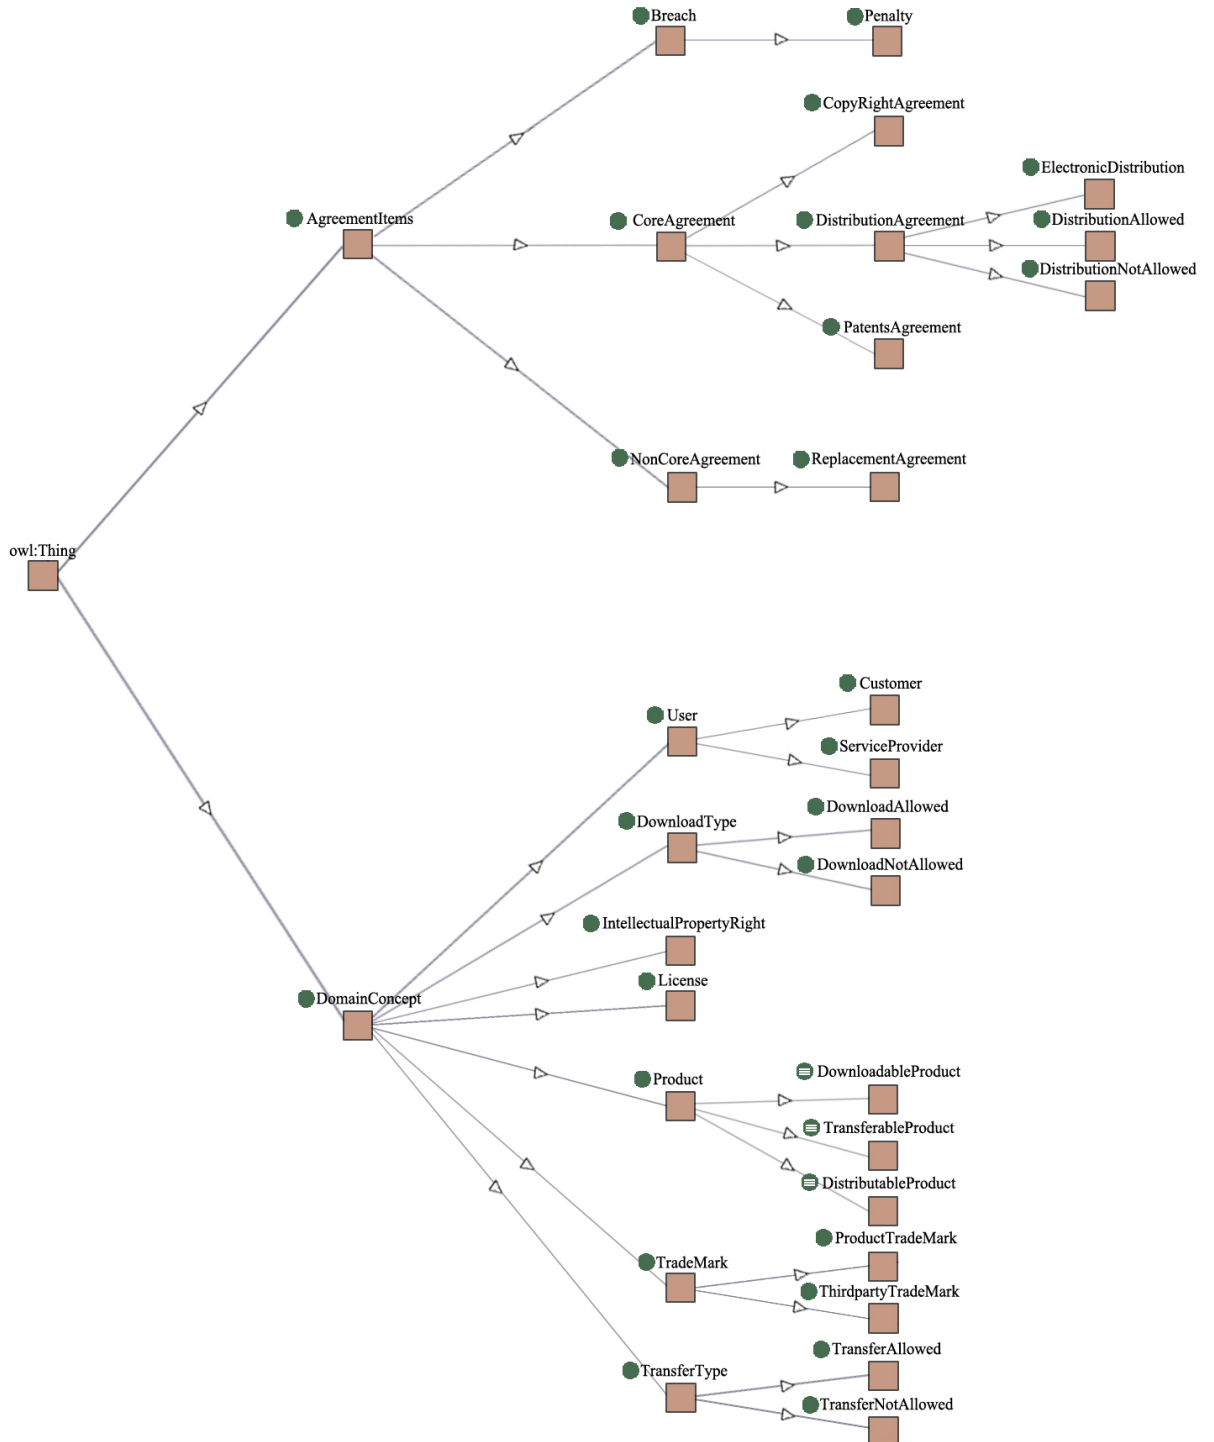 Breach
Penalty
CopyRightAgreement
ElectronicDistribution
AgreementItems
CoreAgreement
DistributionAgreement
DistributionAllowed
DistributionNotAllowed
PatentsAgreement
NonCoreAgreement
ReplacementAgreement
owl:Thing
Customer
User
ServiceProvider
DownloadAllowed
DownloadType
DownloadNotAllowed
IntellectualPropertyRight
License
DomainConcept
DownloadableProduct
Product
TransferableProduct
DistributableProduct
ProductTradeMark
TradeMark
ThirdpartyTradeMark
TransferAllowed
TransferType
TransferNotAllowed